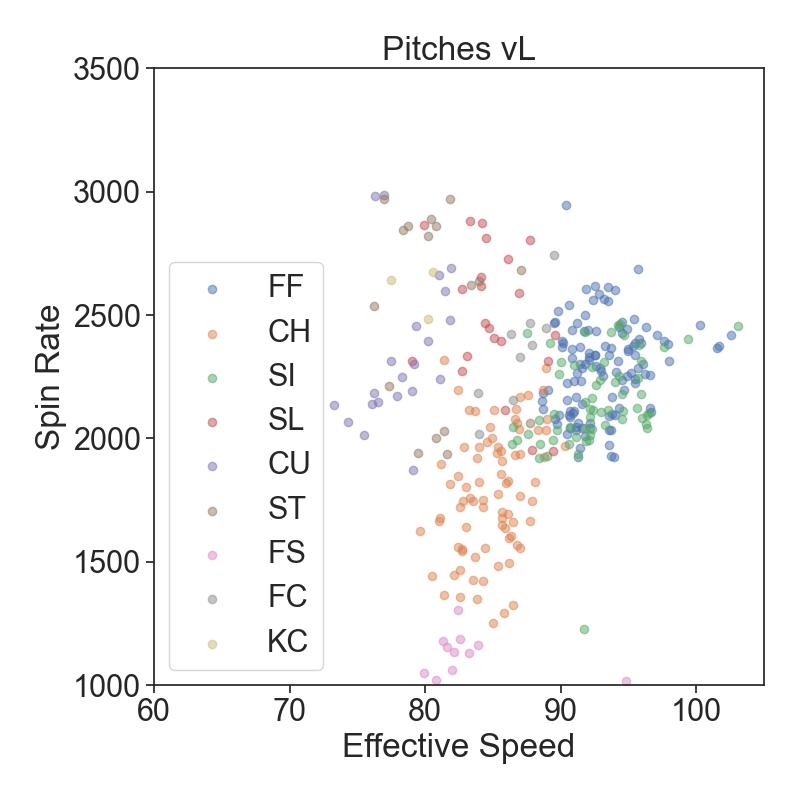 Pitches vL
3500
3000
2500
2000
1500
1000
Spin Rate
FF
CH
SI
SL
CU
ST
FS
FC
KC
60 70 80 90 100
Effective Speed